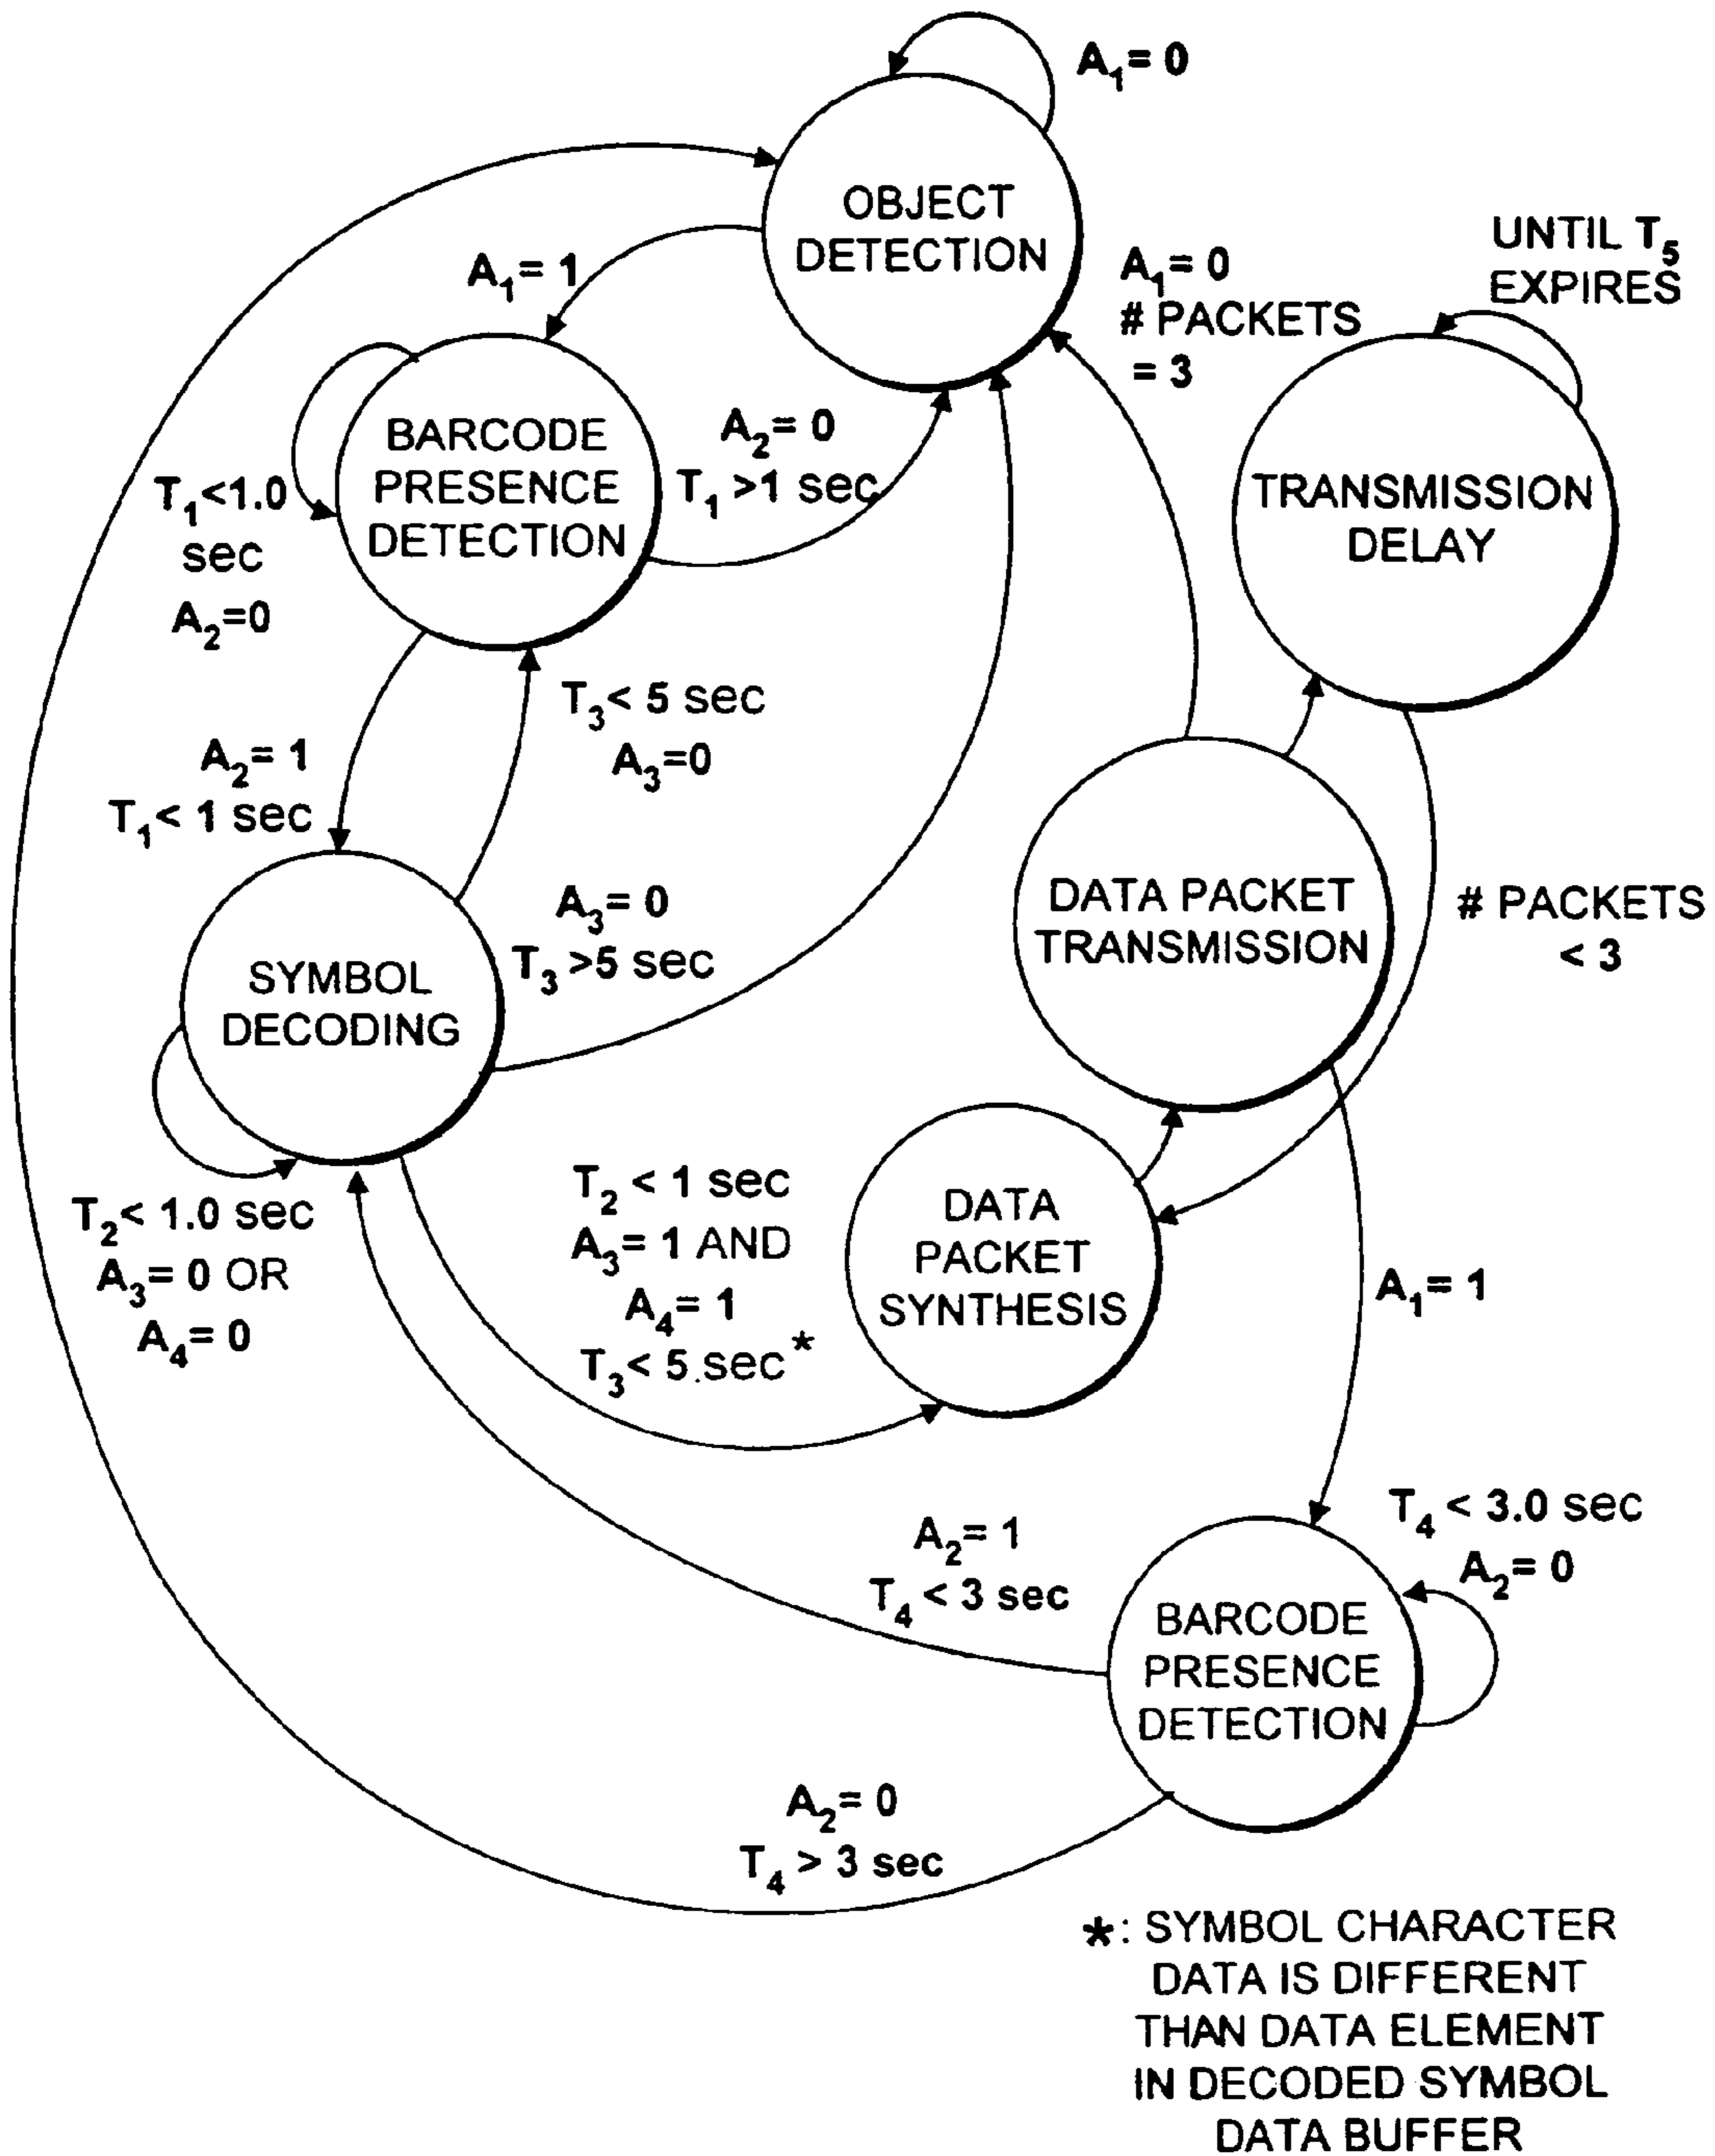 A1= 0
OBJECT
DETECTION
A1= 1
A1= 0
# PACKETS
= 3
UNTIL T5
EXPIRES
BARCODE
PRESENCE
DETECTION
A2= 0
T1 >1 sec
T1<1.0
sec
A2=0
TRANSMISSION
DELAY
T3< 5 sec
A3=0
A2= 1
T1< 1 sec
DATA PACKET
TRANSMISSION
# PACKETS
< 3
A3= 0
T3 >5 sec
SYMBOL
DECODING
T2< 1.0 sec
A3= 0 OR
A4= 0
T2 < 1 sec
A3= 1 AND
A4= 1
T3< 5 sec*
DATA
PACKET
SYNTHESIS
A1= 1
T4 < 3.0 sec
A2= 0
A2= 1
T4 < 3 sec
BARCODE
PRESENCE
DETECTION
A2= 0
T4 > 3 sec
*: SYMBOL CHARACTER
DATA IS DIFFERENT
THAN DATA ELEMENT
IN DECODED SYMBOL
DATA BUFFER